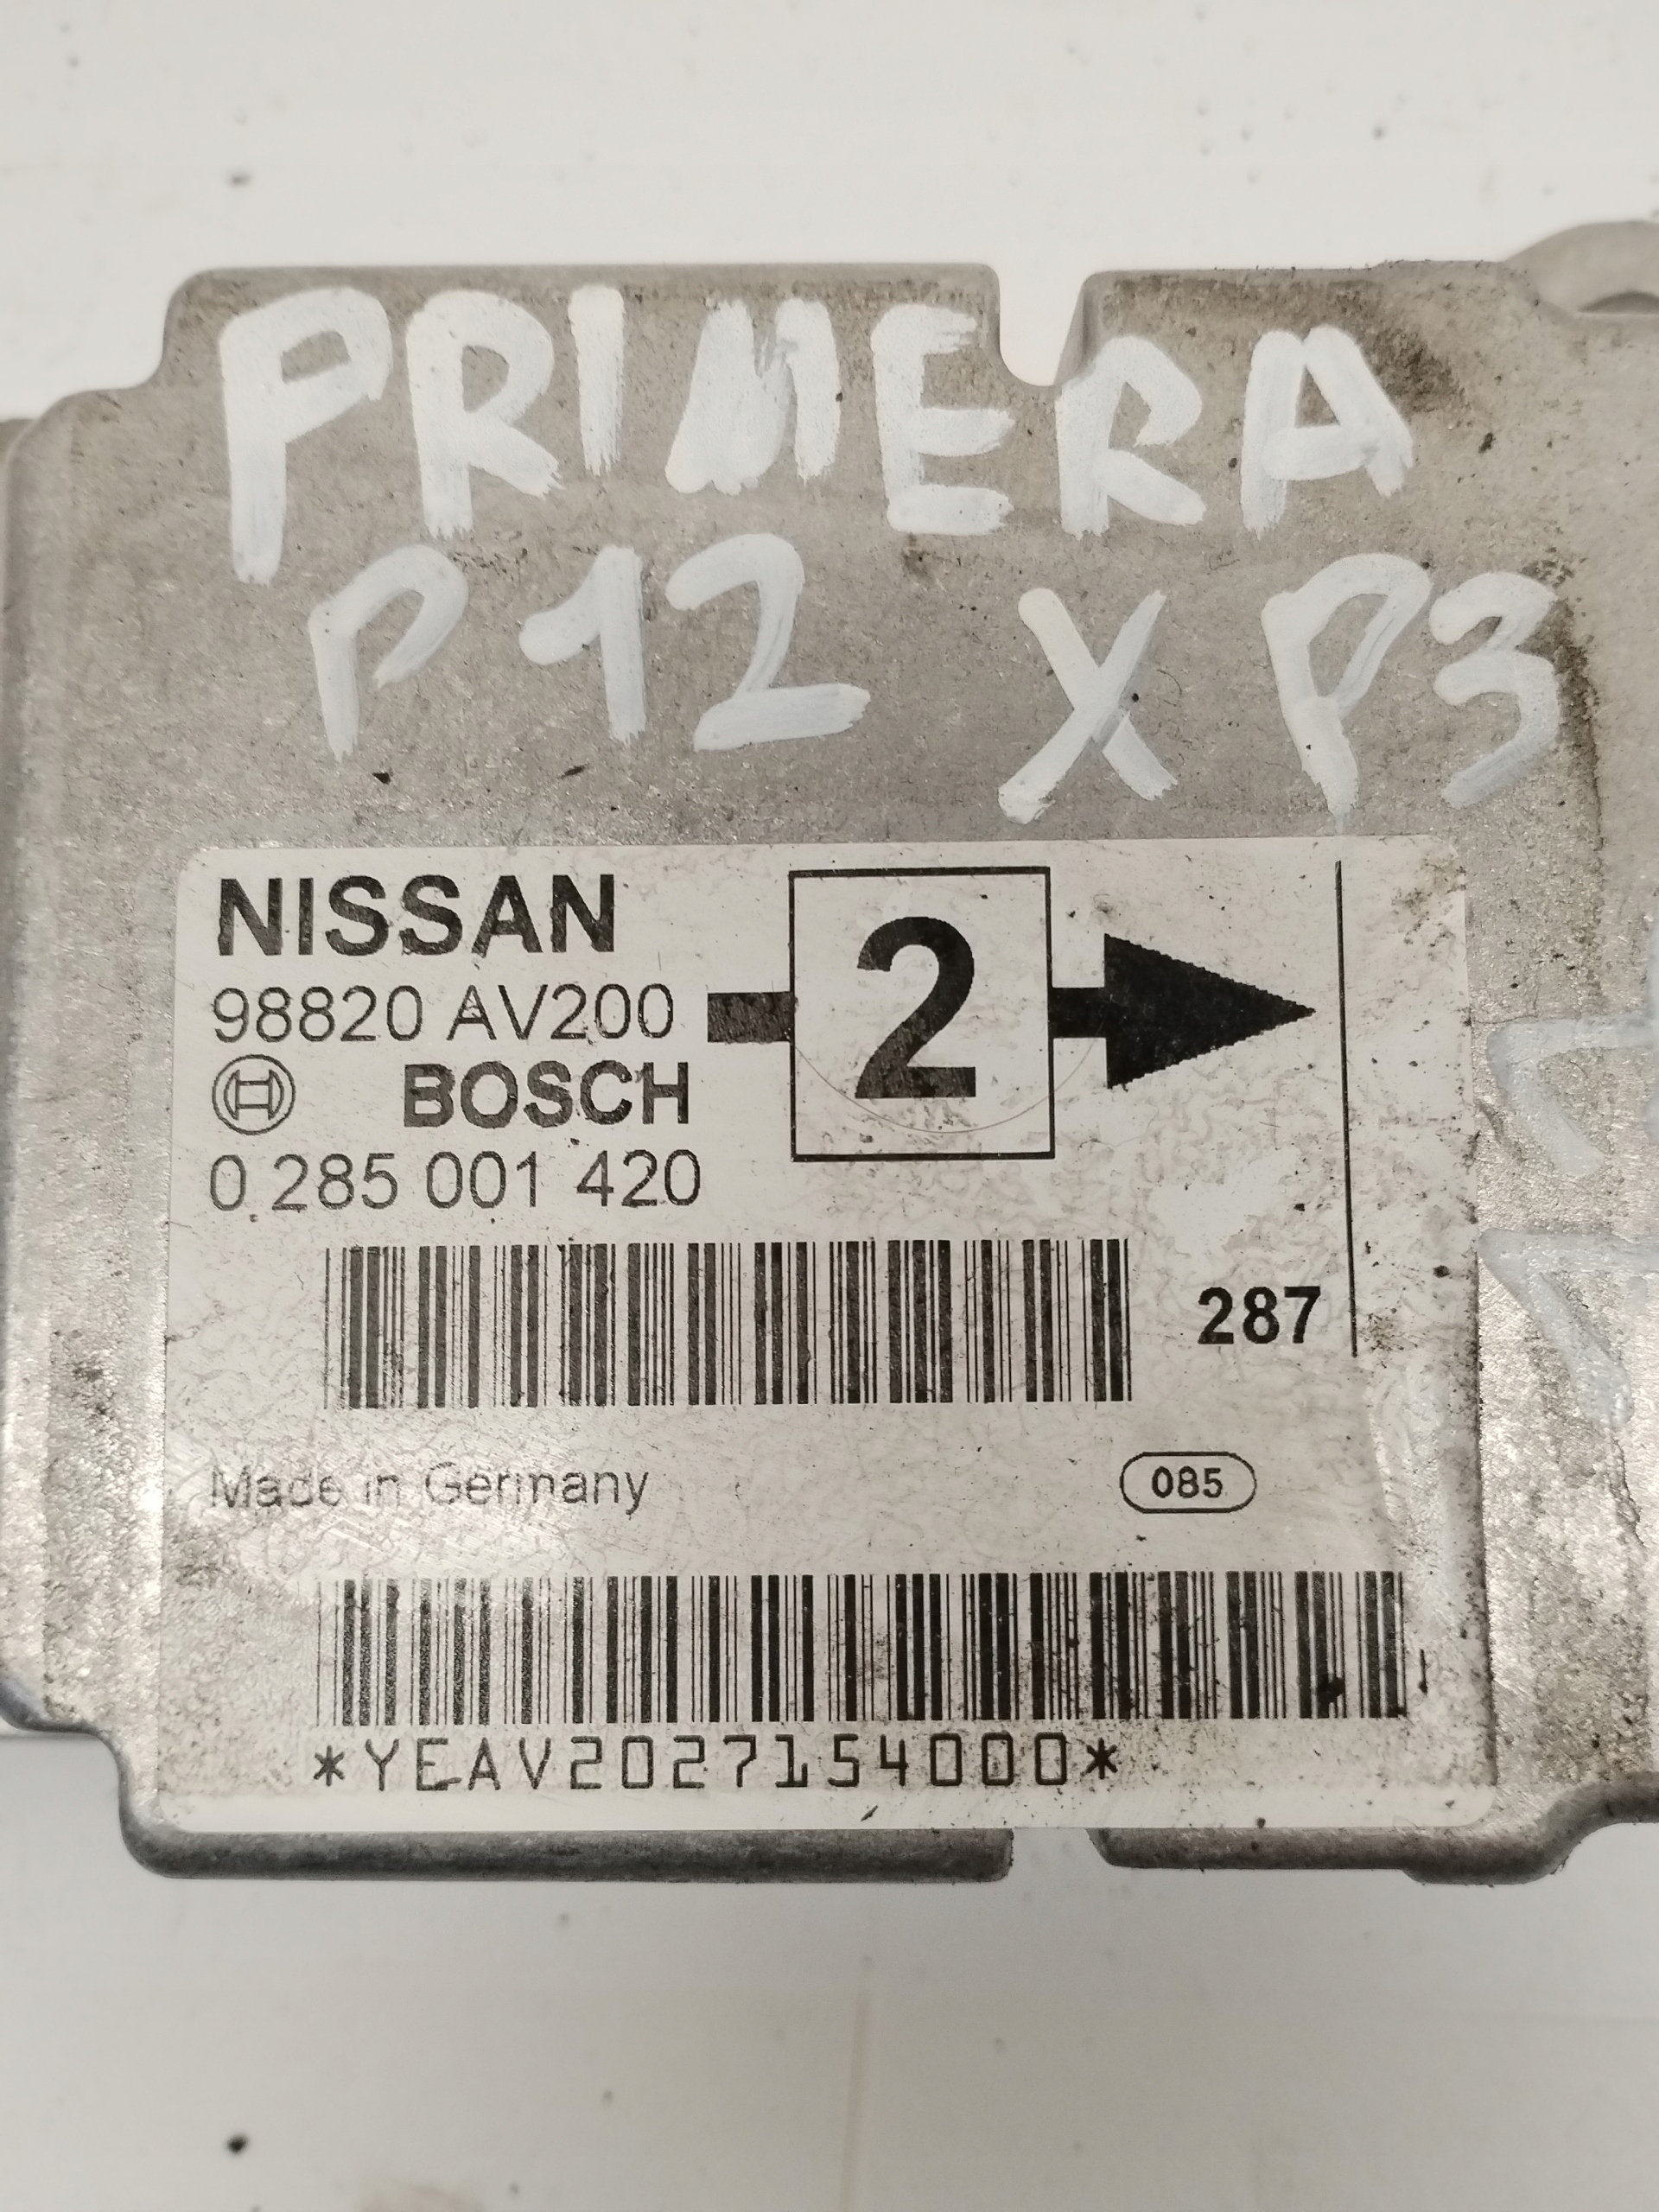 PRIMERA
P12 X P3
NISSAN
98820 AV200
2
BOSCH
0 285 001 420
287
Made in Germany
085
*YEAV2027154000*